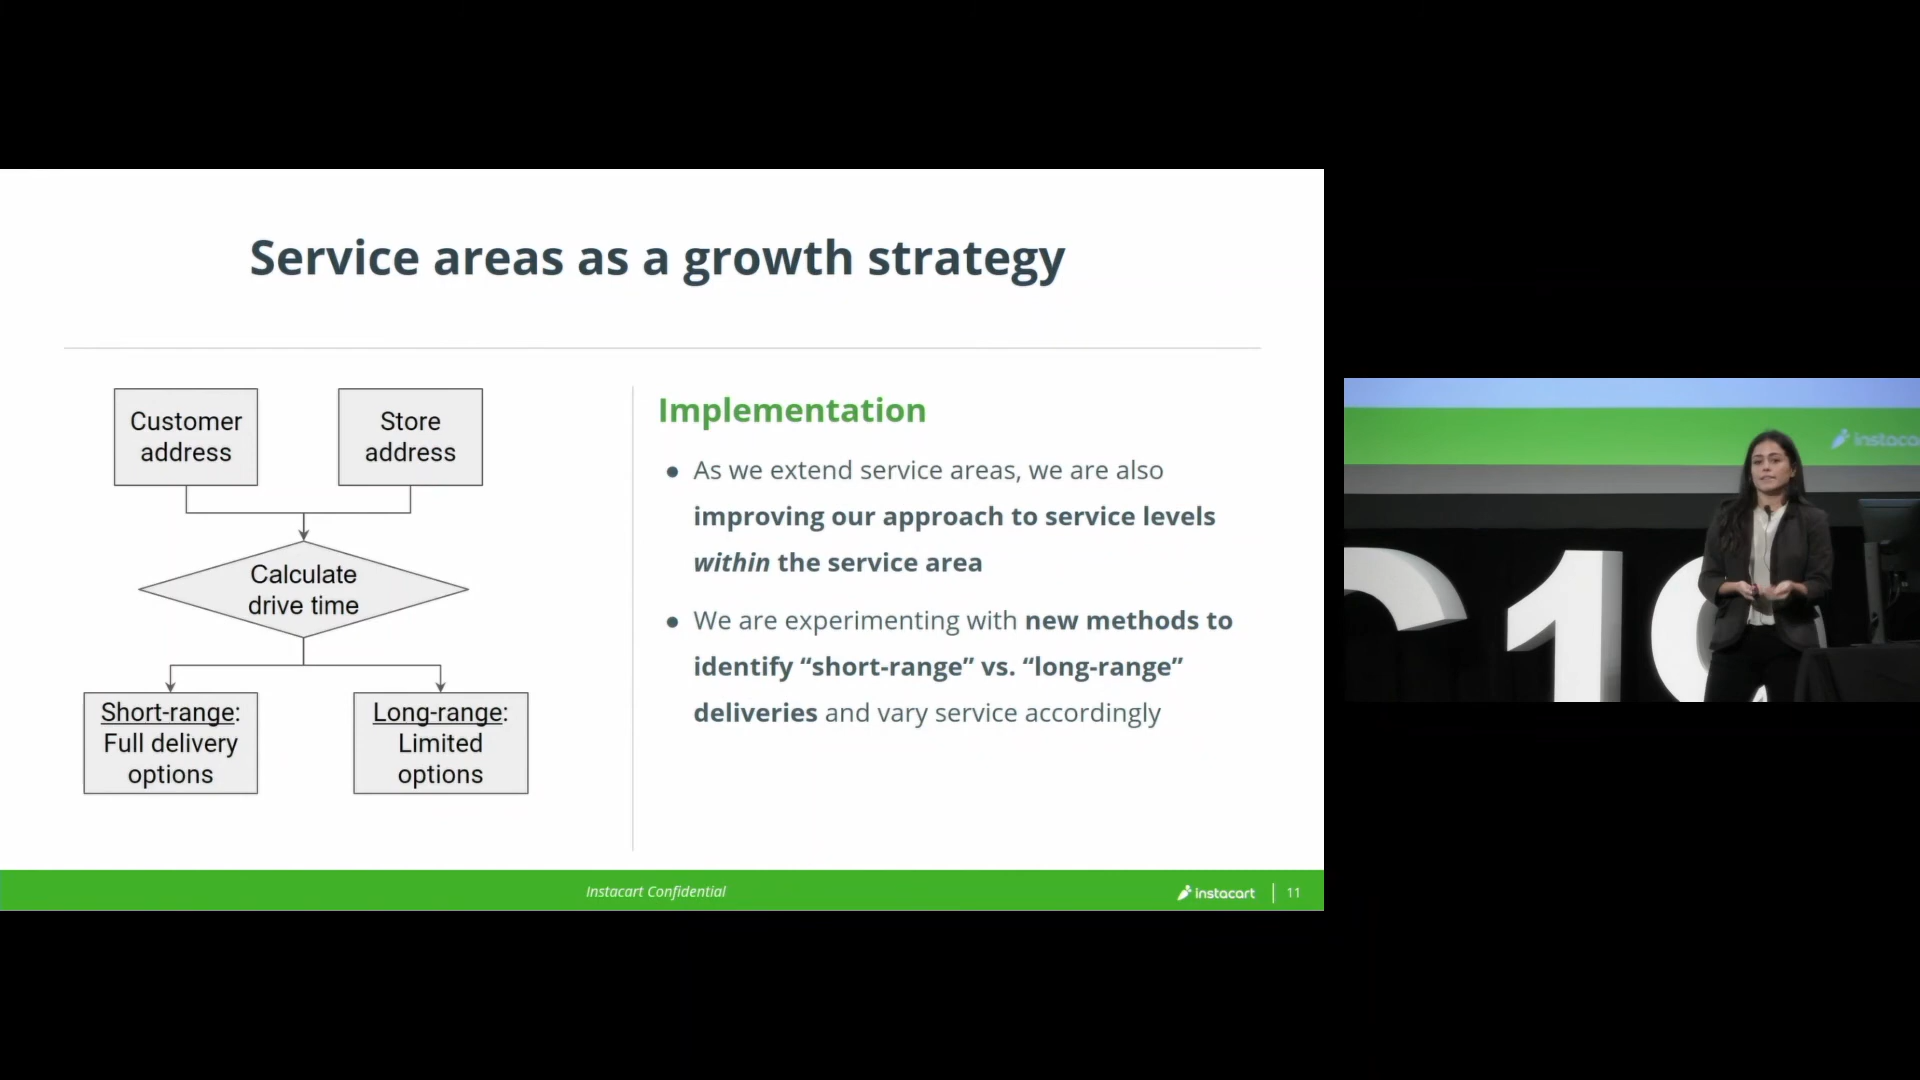 Service areas as a growth strategy
Customer
address
Store
address
Calculate
drive time
Short-range:
Full delivery
options
Long-range:
Limited
options
Implementation
● As we extend service areas, we are also
improving our approach to service levels
within the service area
● We are experimenting with new methods to
identify “short-range” vs. “long-range”
deliveries and vary service accordingly
Instacart Confidential
instacart
11
instaca
19